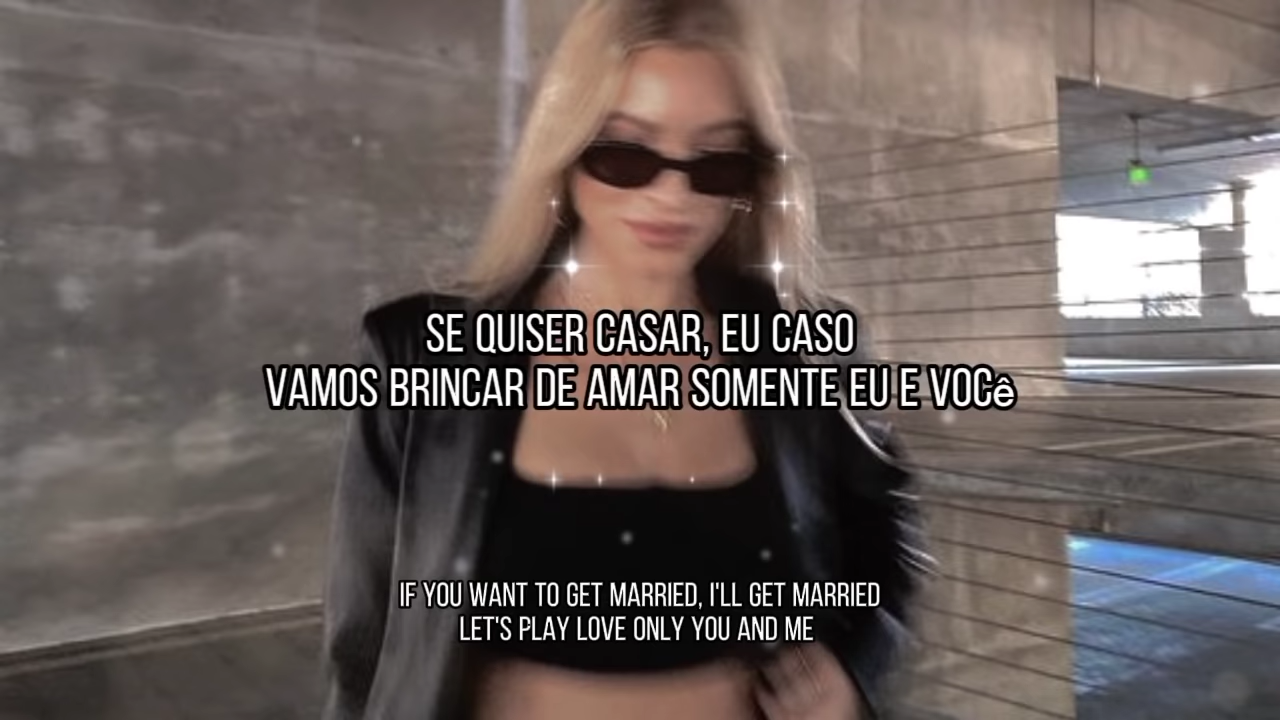 SE QUISER CASAR, EU CASO
VAMOS BRINCAR DE AMAR SOMENTE EU E VOCê
IF YOU WANT TO GET MARRIED, I'LL GET MARRIED
LET'S PLAY LOVE ONLY YOU AND ME